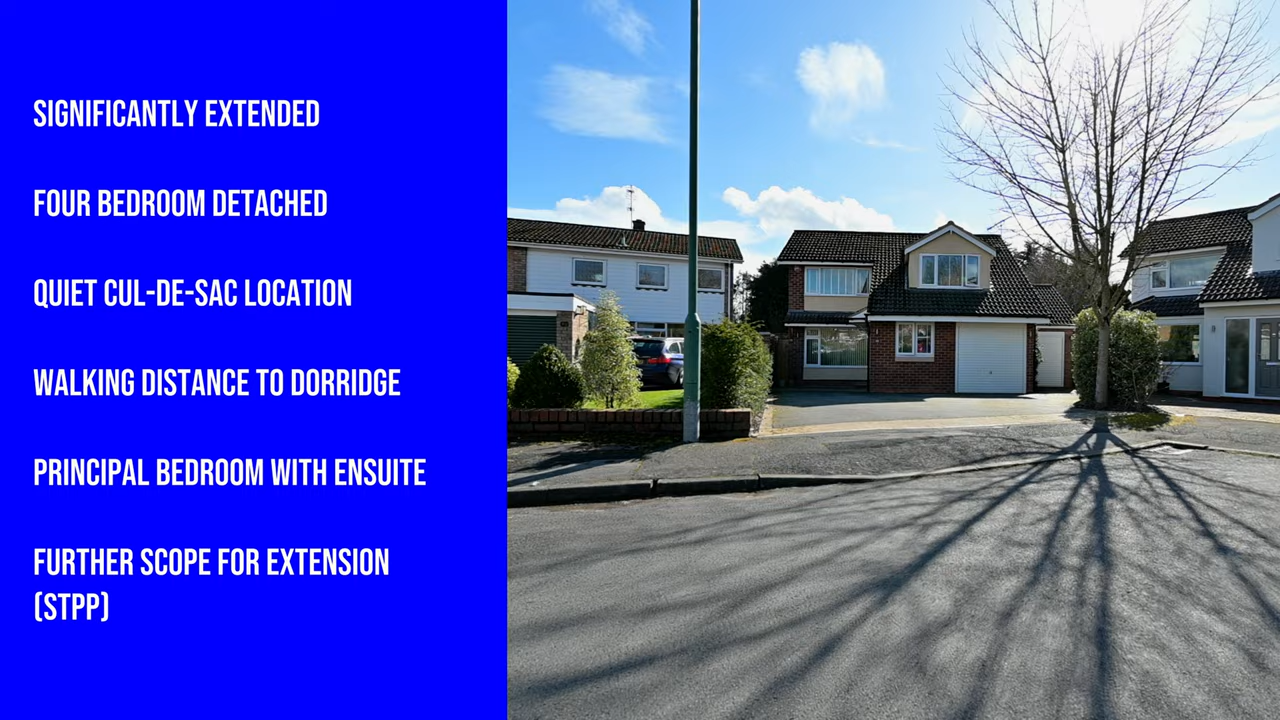 SIGNIFICANTLY EXTENDED
FOUR BEDROOM DETACHED
QUIET CUL-DE-SAC LOCATION
WALKING DISTANCE TO DORRIDGE
PRINCIPAL BEDROOM WITH ENSUITE
FURTHER SCOPE FOR EXTENSION
(STPP)